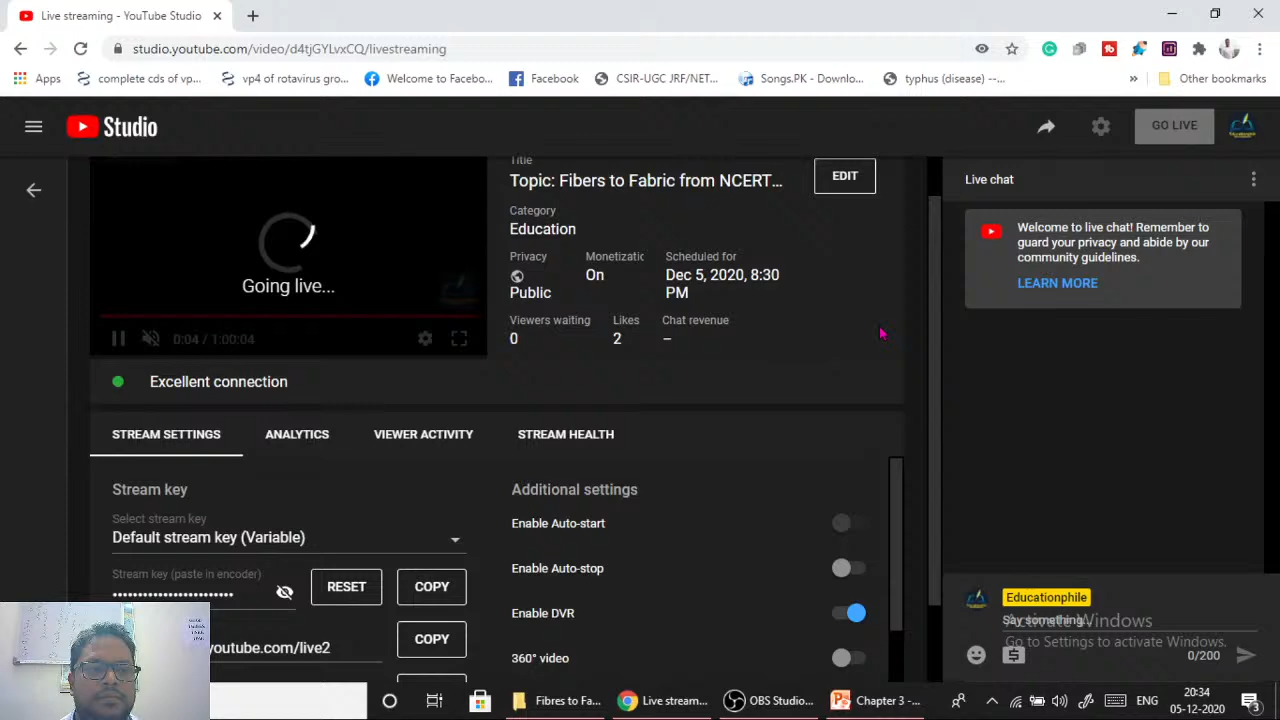 Live streaming - YouTube Studio
studio.youtube.com/video/d4tjGYLvxCQ/livestreaming
Apps
complete cds of vp...
vp4 of rotavirus gro...
Welcome to Facebo...
Facebook
CSIR-UGC JRF/NET...
Songs.PK - Downlo...
typhus (disease) --...
»
Other bookmarks
Studio
GO LIVE
Going live...
0:04 / 1:00:04
Title
Topic: Fibers to Fabric from NCERT...
EDIT
Category
Education
Privacy
Public
Monetizatic
On
Scheduled for
Dec 5, 2020, 8:30
PM
Viewers waiting
0
Likes
2
Chat revenue
–
Excellent connection
STREAM SETTINGS
ANALYTICS
VIEWER ACTIVITY
STREAM HEALTH
Stream key
Select stream key
Default stream key (Variable)
Stream key (paste in encoder)
••••••••••••••••••••••••
RESET
COPY
youtube.com/live2
COPY
Additional settings
Enable Auto-start
Enable Auto-stop
Enable DVR
360° video
Live chat
Welcome to live chat! Remember to
guard your privacy and abide by our
community guidelines.
LEARN MORE
Educationphile
Say something...
Activate Windows
Go to Settings to activate Windows.
0/200
Fibres to Fa...
Live stream...
OBS Studio...
Chapter 3 -...
ENG
20:34
05-12-2020
3